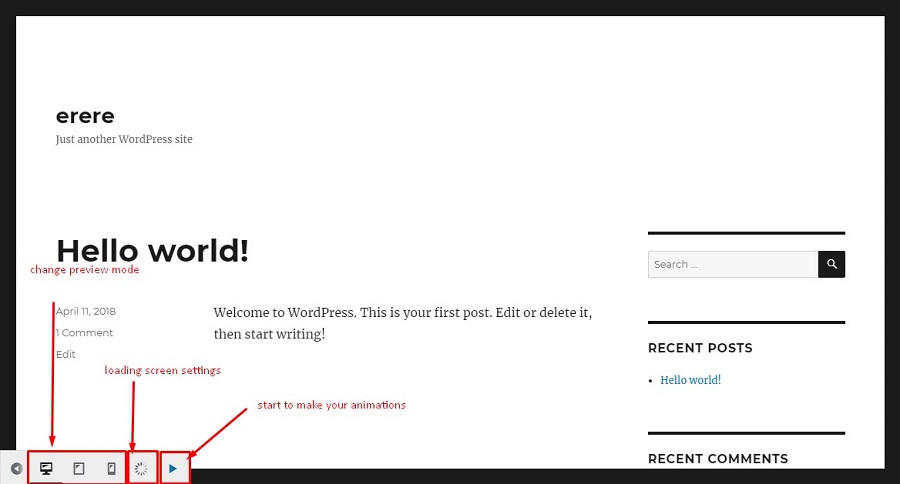 erere
Just another WordPress site
Hello world!
change preview mode
April 11, 2018
1 Comment
Edit
Welcome to WordPress. This is your first post. Edit or delete it,
then start writing!
loading screen settings
start to make your animations
Search ...
RECENT POSTS
Hello world!
RECENT COMMENTS